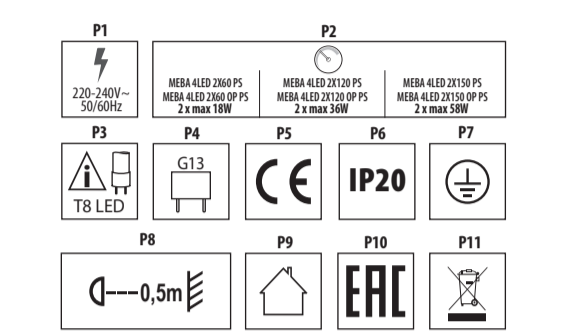 P1 P2
220-240V~
50/60Hz
MEBA 4LED 2X60 PS
MEBA 4LED 2X60 OP PS
2 x max 18W
MEBA 4LED 2X120 PS
MEBA 4LED 2X120 OP PS
2 x max 36W
MEBA 4LED 2X150 PS
MEBA 4LED 2X150 OP PS
2 x max 58W
P3 P4 P5 P6 P7
i
T8 LED
G13
CE
IP20
P8 P9 P10 P11
0,5m
EAC